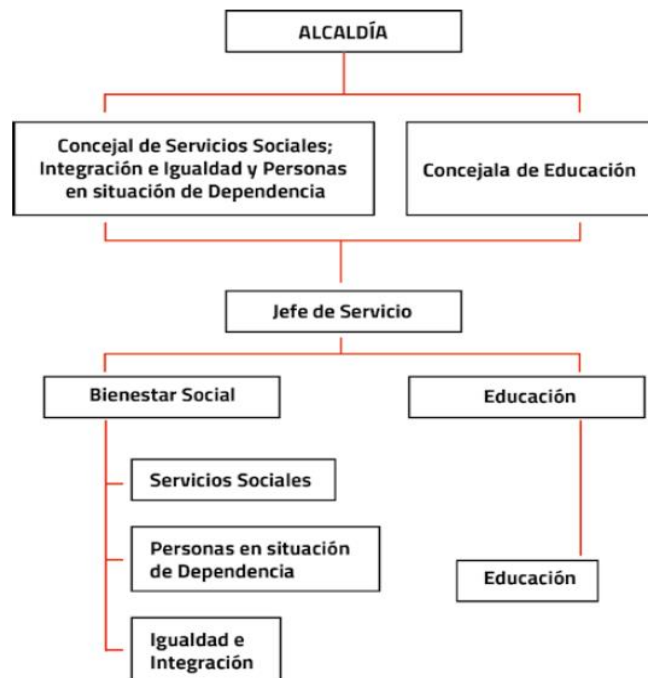 ALCALDÍA
Concejal de Servicios Sociales;
Integración e Igualdad y Personas
en situación de Dependencia
Concejala de Educación
Jefe de Servicio
Bienestar Social
Educación
Servicios Sociales
Personas en situación
de Dependencia
Educación
Igualdad e
Integración